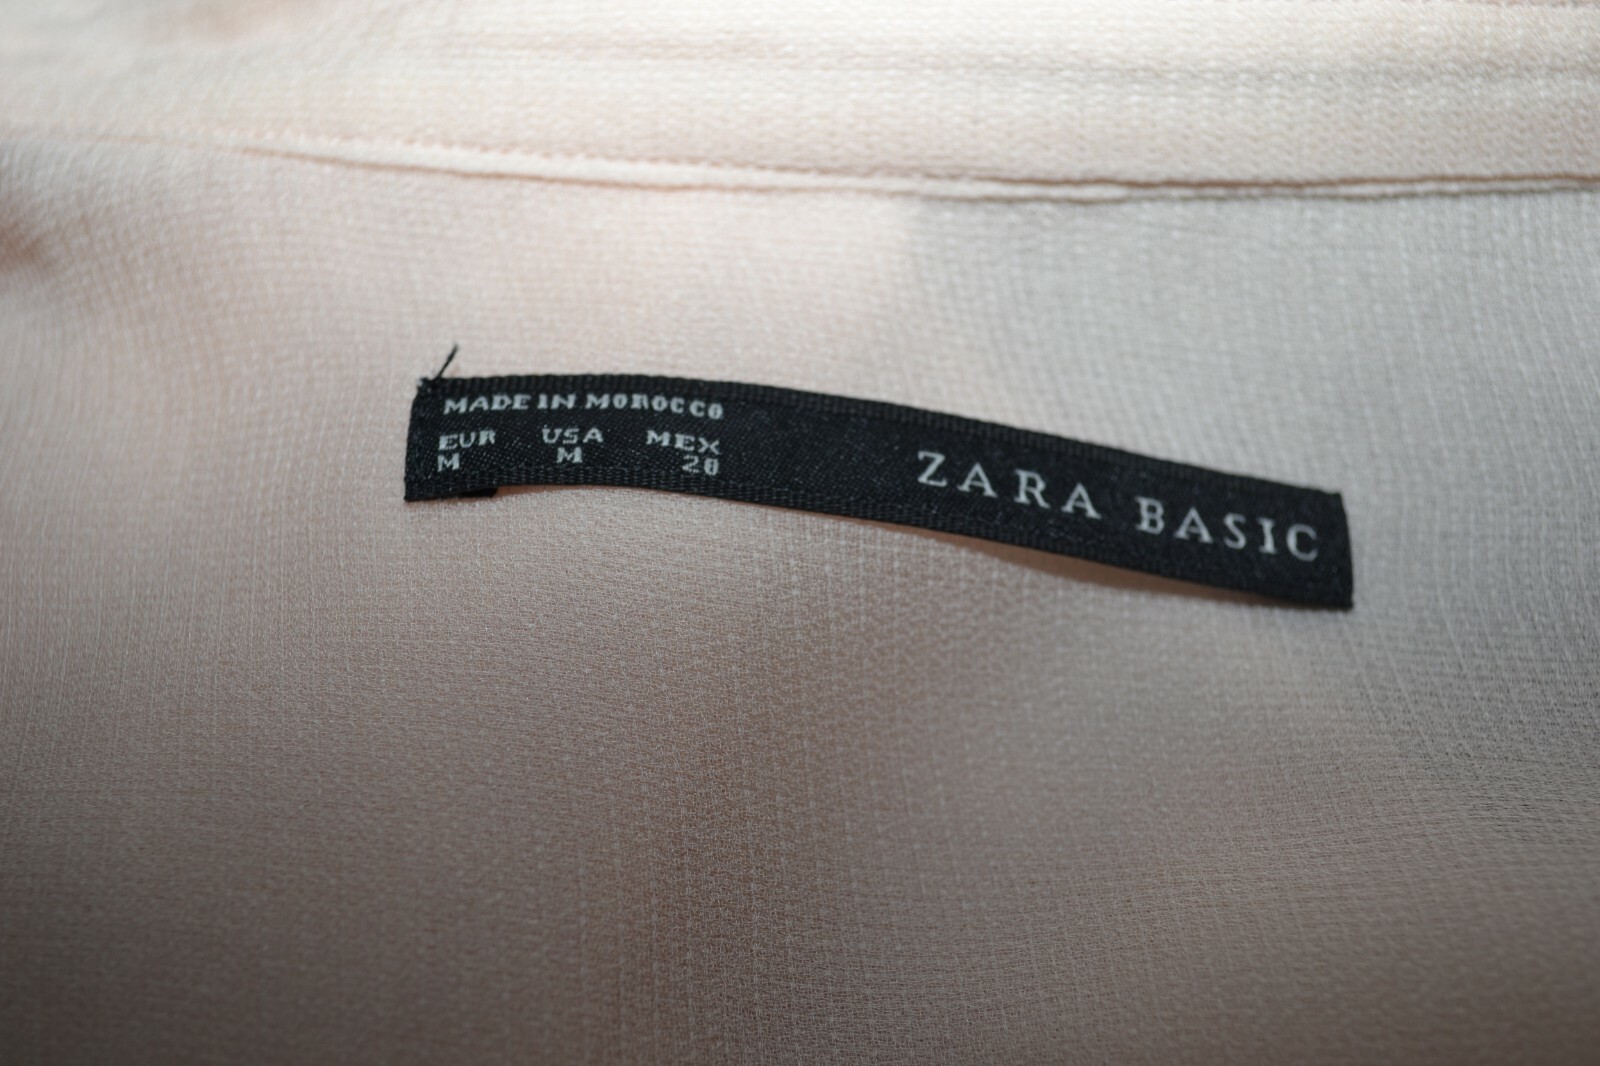 MADE IN MOROCCO
EUR USA MEX
M M 28
ZARA BASIC